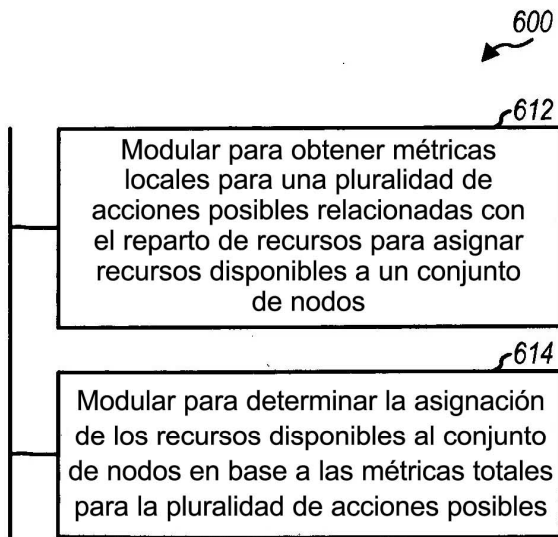 600
612
Modular para obtener métricas
locales para una pluralidad de
acciones posibles relacionadas con
el reparto de recursos para asignar
recursos disponibles a un conjunto
de nodos
614
Modular para determinar la asignación
de los recursos disponibles al conjunto
de nodos en base a las métricas totales
para la pluralidad de acciones posibles